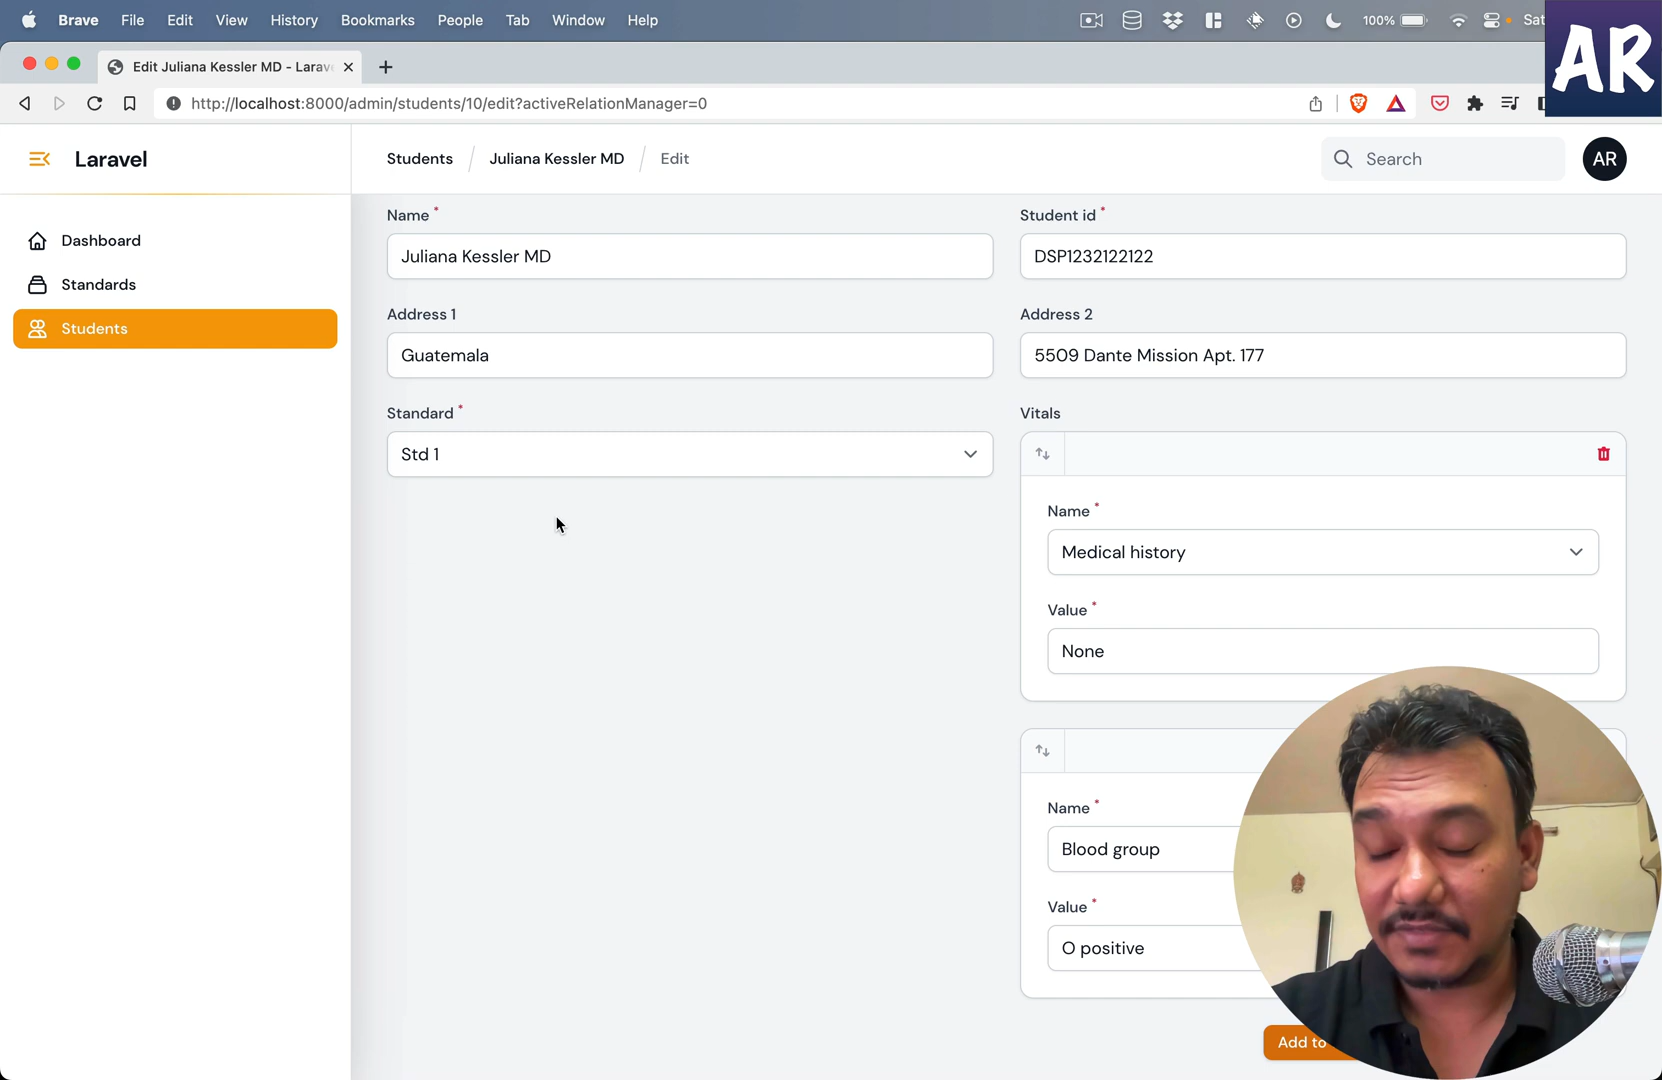 Brave File Edit View History Bookmarks People Tab Window Help 100% Sat
AR
Edit Juliana Kessler MD - Larav
http://localhost:8000/admin/students/10/edit?activeRelationManager=0
Laravel
Students Juliana Kessler MD Edit
Search
AR
Dashboard
Standards
Students
Name *
Juliana Kessler MD
Student id *
DSP1232122122
Address 1
Guatemala
Address 2
5509 Dante Mission Apt. 177
Standard *
Std 1
Vitals
Name *
Medical history
Value *
None
Name *
Blood group
Value *
O positive
Add to